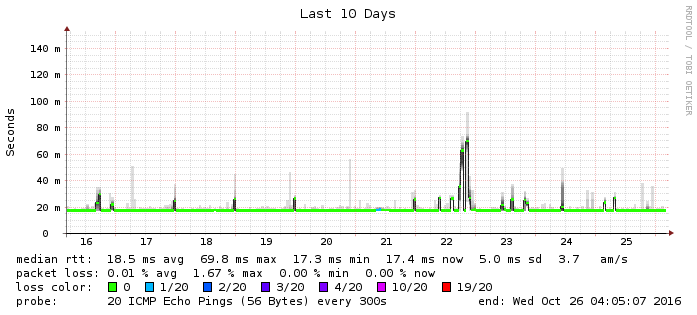 Last 10 Days
RRDTOOL / TOBI OETIKER
Seconds
140 m
120 m
100 m
80 m
60 m
40 m
20 m
0
16 17 18 19 20 21 22 23 24 25
median rtt: 18.5 ms avg 69.8 ms max 17.3 ms min 17.4 ms now 5.0 ms sd 3.7 am/s
packet loss: 0.01 % avg 1.67 % max 0.00 % min 0.00 % now
loss color: 0 1/20 2/20 3/20 4/20 10/20 19/20
probe: 20 ICMP Echo Pings (56 Bytes) every 300s end: Wed Oct 26 04:05:07 2016